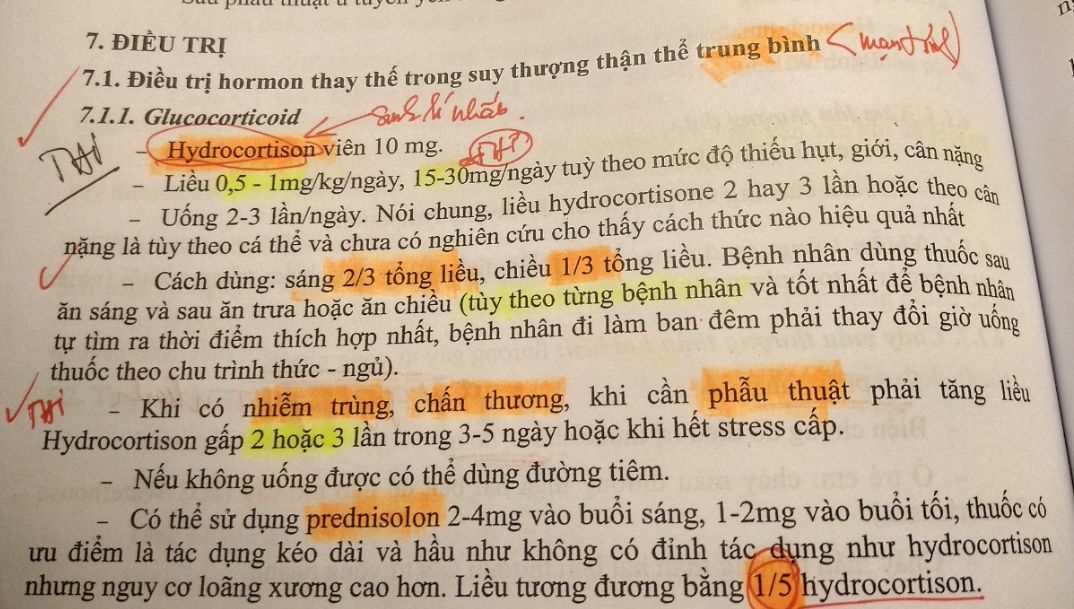 7. ĐIỀU TRỊ
7.1. Điều trị hormon thay thế trong suy thượng thận thể trung bình (mạn tính)
7.1.1. Glucocorticoid
sinh lí nhất.
- Hydrocortison viên 10 mg.
- Liều 0,5 - 1mg/kg/ngày, 15-30mg/ngày tuỳ theo mức độ thiếu hụt, giới, cân nặng
- Uống 2-3 lần/ngày. Nói chung, liều hydrocortisone 2 hay 3 lần hoặc theo cân
nặng là tùy theo cá thể và chưa có nghiên cứu cho thấy cách thức nào hiệu quả nhất
- Cách dùng: sáng 2/3 tổng liều, chiều 1/3 tổng liều. Bệnh nhân dùng thuốc sau
ăn sáng và sau ăn trưa hoặc ăn chiều (tùy theo từng bệnh nhân và tốt nhất để bệnh nhân
tự tìm ra thời điểm thích hợp nhất, bệnh nhân đi làm ban đêm phải thay đổi giờ uống
thuốc theo chu trình thức - ngủ).
- Khi có nhiễm trùng, chấn thương, khi cần phẫu thuật phải tăng liều
Hydrocortison gấp 2 hoặc 3 lần trong 3-5 ngày hoặc khi hết stress cấp.
- Nếu không uống được có thể dùng đường tiêm.
- Có thể sử dụng prednisolon 2-4mg vào buổi sáng, 1-2mg vào buổi tối, thuốc có
ưu điểm là tác dụng kéo dài và hầu như không có đỉnh tác dụng như hydrocortison
nhưng nguy cơ loãng xương cao hơn. Liều tương đương bằng 1/5 hydrocortison.